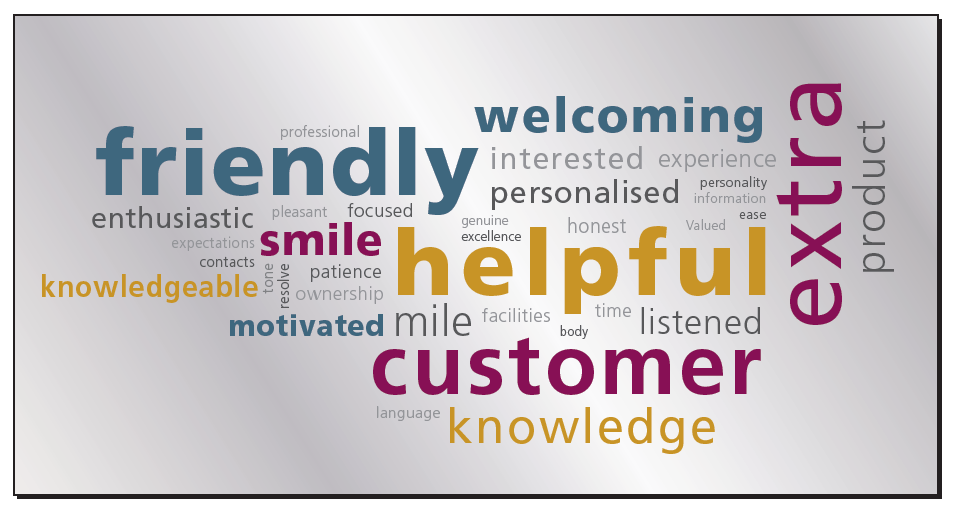 welcoming
extra
product
professional
friendly
interested
experience
personalised
personality
information
ease
enthusiastic
pleasant
focused
genuine
honest
Valued
expectations
smile
excellence
helpful
contacts
tone
resolve
patience
knowledgeable
ownership
motivated
mile
facilities
body
time
listened
customer
language
knowledge